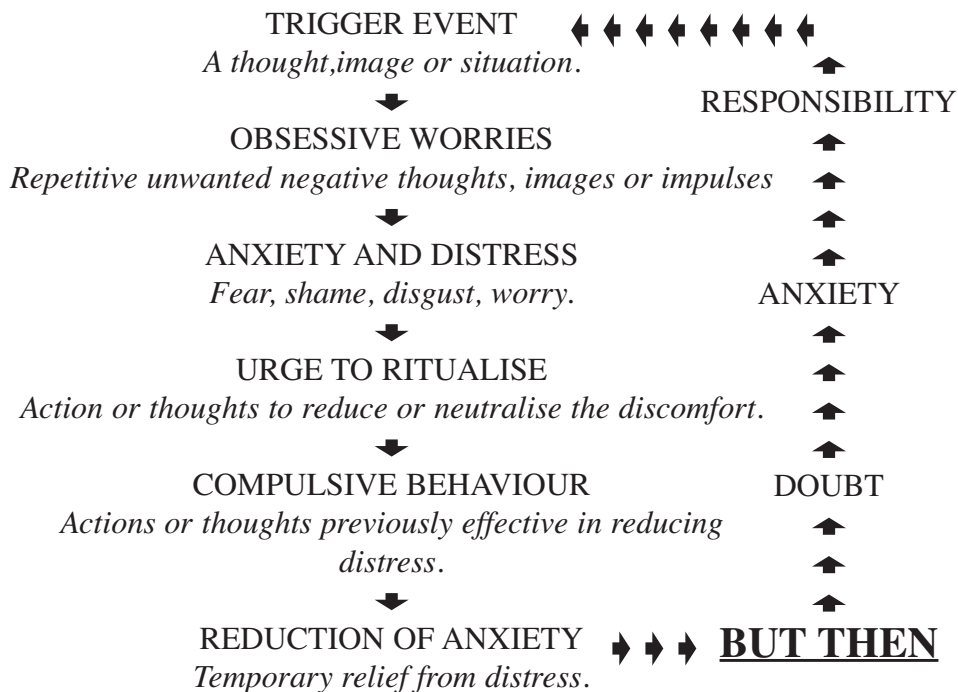 TRIGGER EVENT
A thought,image or situation.
RESPONSIBILITY
OBSESSIVE WORRIES
Repetitive unwanted negative thoughts, images or impulses
ANXIETY AND DISTRESS
Fear, shame, disgust, worry.
ANXIETY
URGE TO RITUALISE
Action or thoughts to reduce or neutralise the discomfort.
COMPULSIVE BEHAVIOUR
DOUBT
Actions or thoughts previously effective in reducing
distress.
REDUCTION OF ANXIETY
BUT THEN
Temporary relief from distress.